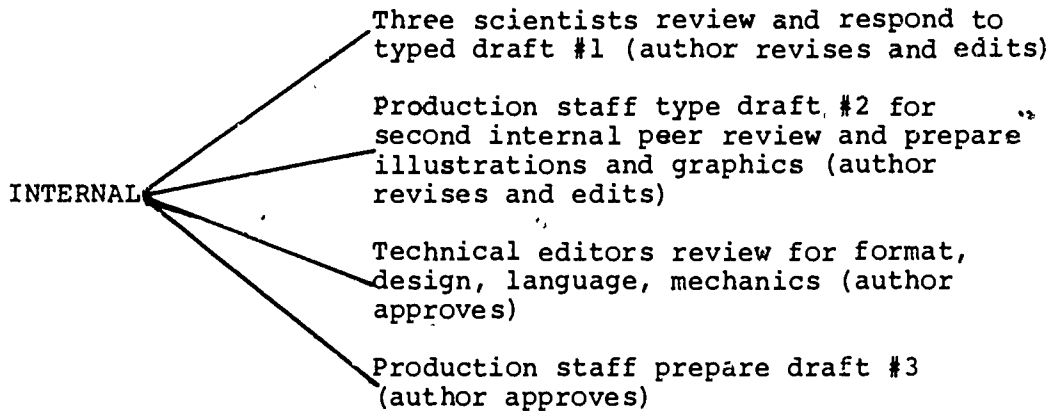 Three scientists review and respond to
typed draft #1 (author revises and edits)
Production staff type draft #2 for
second internal peer review and prepare
illustrations and graphics (author
revises and edits)
INTERNAL
Technical editors review for format,
design, language, mechanics (author
approves)
Production staff prepare draft #3
(author approves)